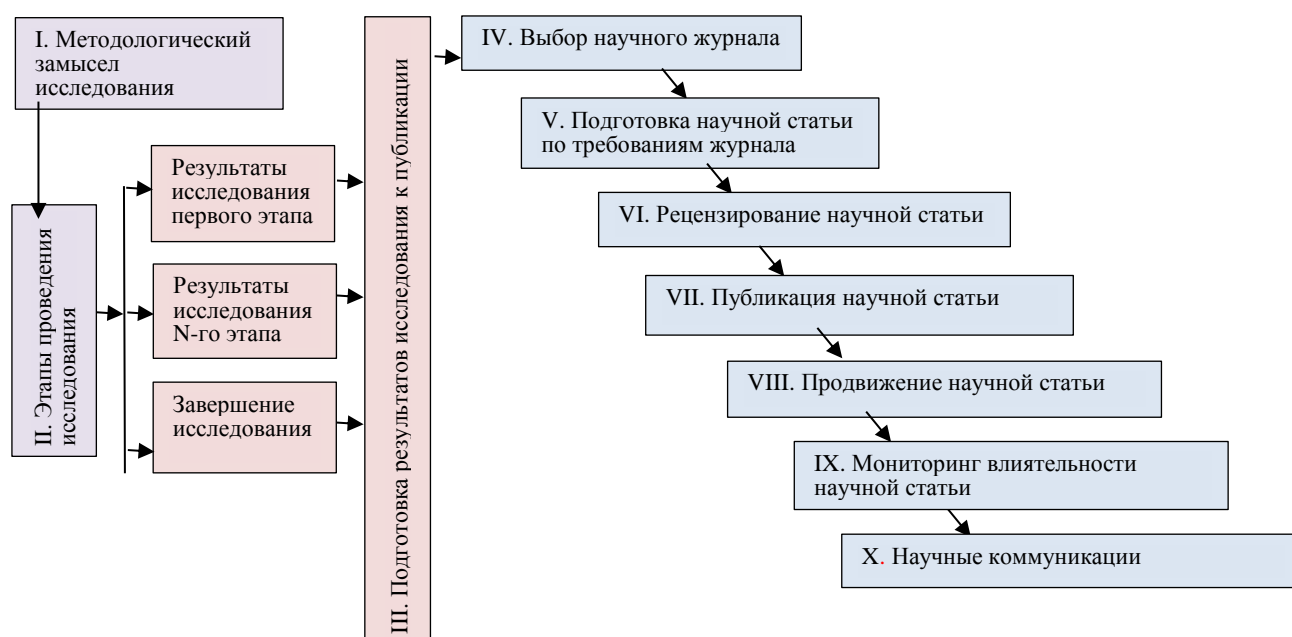 I. Методологический
замысел
исследования
II. Этапы проведения
исследования
Результаты
исследования
первого этапа
Результаты
исследования
N-го этапа
Завершение
исследования
III. Подготовка результатов исследования к публикации
IV. Выбор научного журнала
V. Подготовка научной статьи
по требованиям журнала
VI. Рецензирование научной статьи
VII. Публикация научной статьи
VIII. Продвижение научной статьи
IX. Мониторинг влиятельности
научной статьи
X. Научные коммуникации